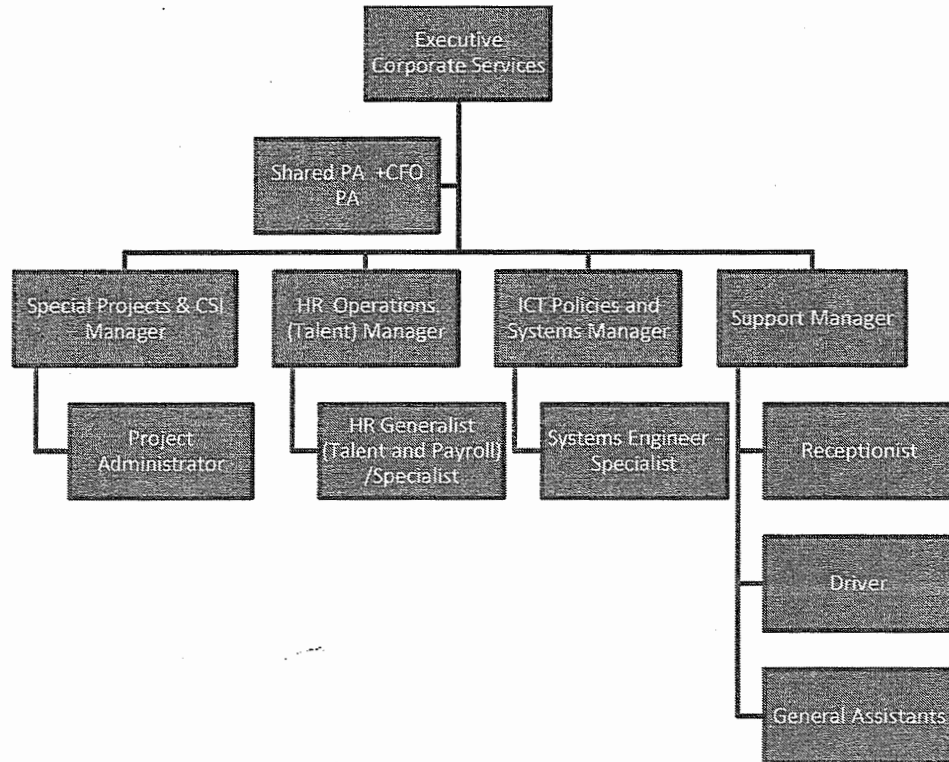 Executive
Corporate Services
Shared PA +CFO
PA
Special Projects & CSI
Manager
HR Operations
(Talent) Manager
ICT Policies and
Systems Manager
Support Manager
Project
Administrator
HR Generalist
(Talent and Payroll)
/Specialist
Systems Engineer -
Specialist
Receptionist
Driver
General Assistants